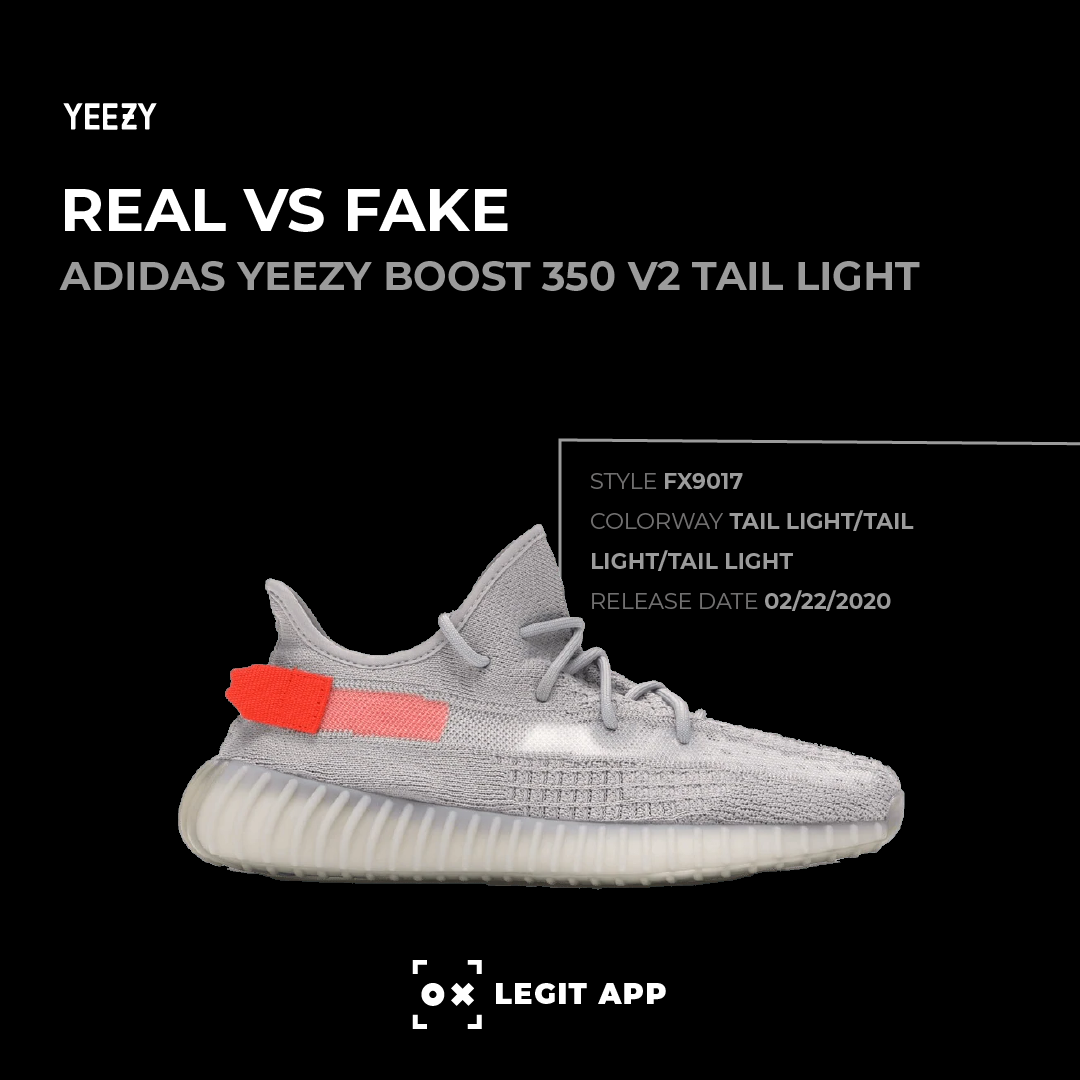 YEEZY
REAL VS FAKE
ADIDAS YEEZY BOOST 350 V2 TAIL LIGHT
STYLE FX9017
COLORWAY TAIL LIGHT/TAIL
LIGHT/TAIL LIGHT
RELEASE DATE 02/22/2020
LEGIT APP